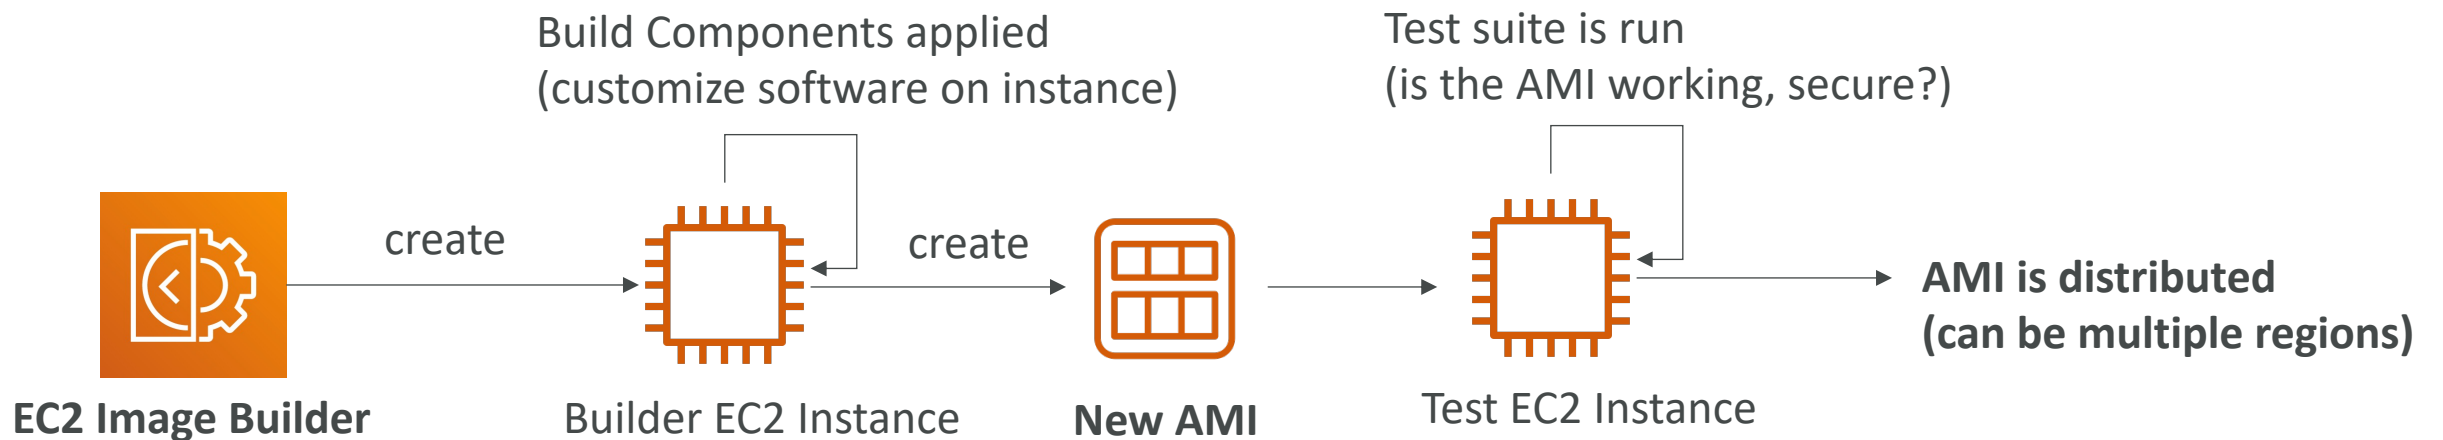 Build Components applied
(customize software on instance)
Test suite is run
(is the AMI working, secure?)
create
create
AMI is distributed
(can be multiple regions)
EC2 Image Builder
Builder EC2 Instance
New AMI
Test EC2 Instance